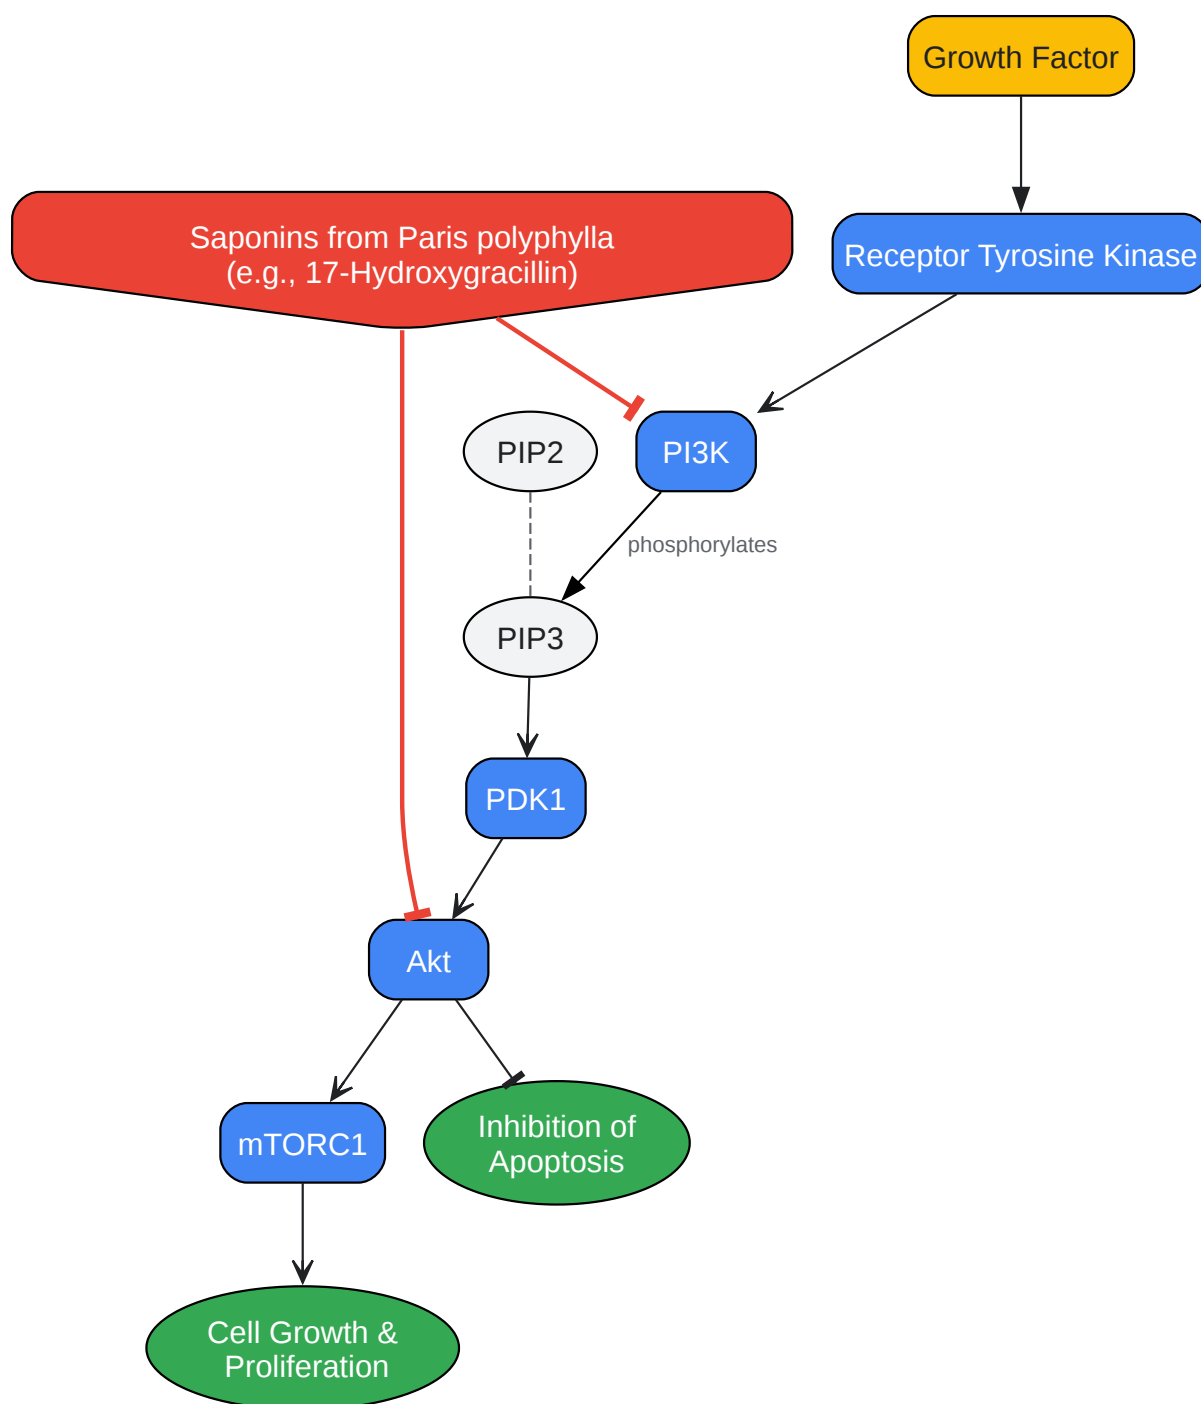 Growth Factor
Saponins from Paris polyphylla
(e.g., 17-Hydroxygracillin)
Receptor Tyrosine Kinase
PIP2
PI3K
phosphorylates
PIP3
PDK1
Akt
mTORC1
Inhibition of
Apoptosis
Cell Growth &
Proliferation